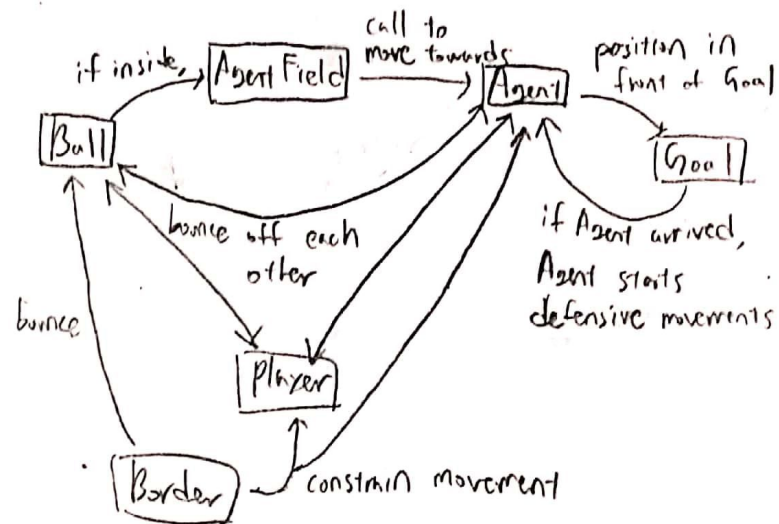 call to
move towards
if inside,
Agent Field
Agent
position in
front of Goal
Ball
Goal
bounce off each
other
if Agent arrived,
Agent starts
defensive movements
bounce
Player
Border
constrain movement